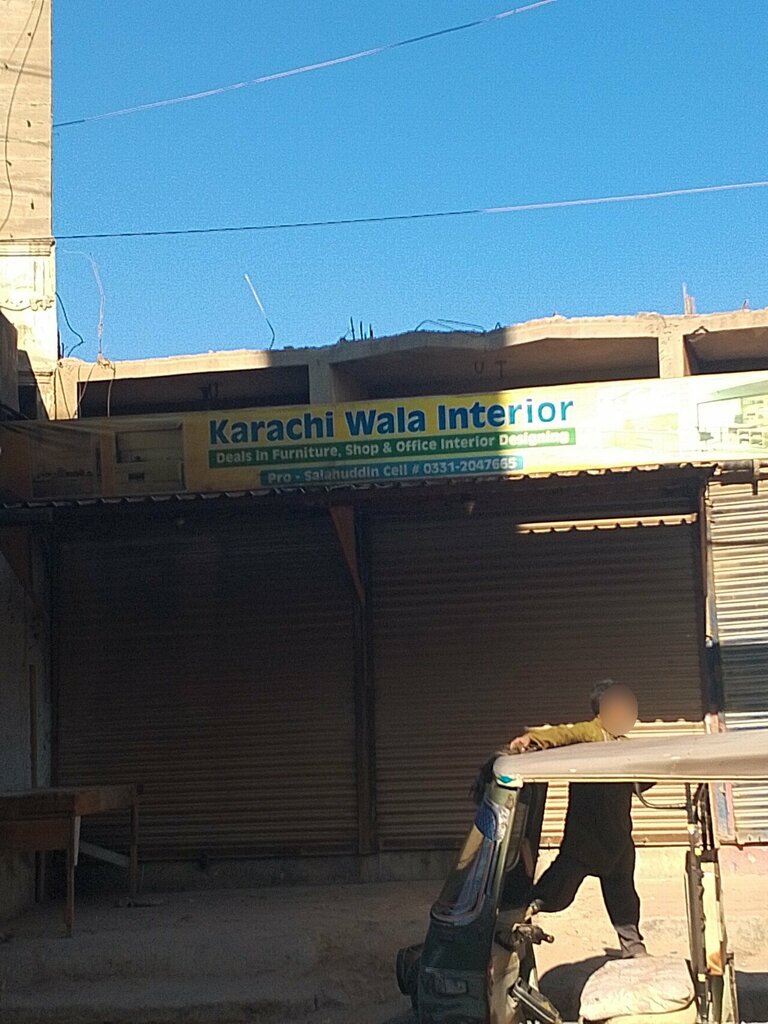 Karachi Wala Interior
Deals in Furniture, Shop & Office Interior Designing
Pro - Salahuddin Cell # 0331-2047665